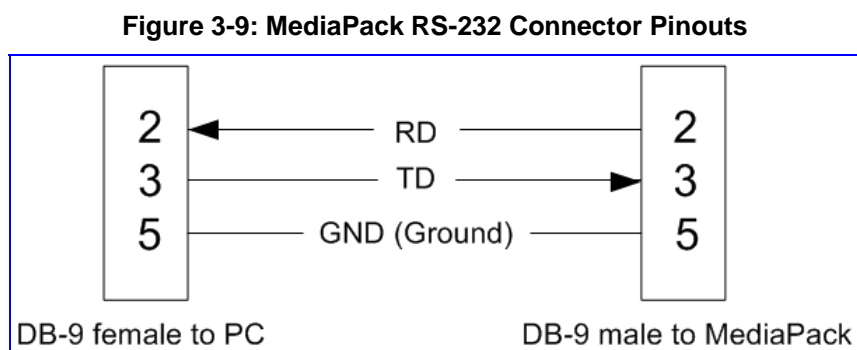 Figure 3-9: MediaPack RS-232 Connector Pinouts
2 RD 2
3 TD 3
5 GND (Ground) 5
DB-9 female to PC DB-9 male to MediaPack